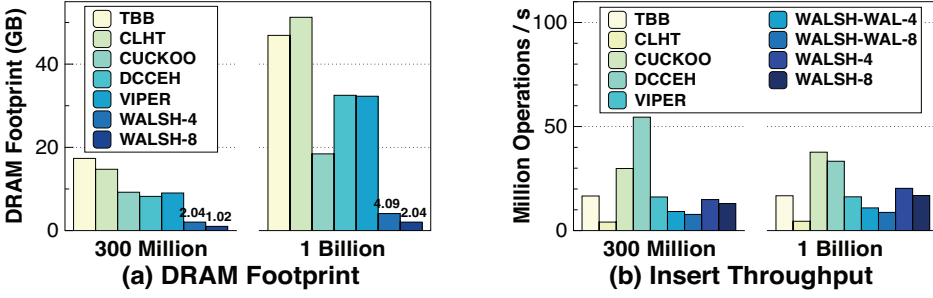 DRAM Footprint (GB)
40
20
0
TBB
CLHT
CUCKOO
DCCEH
VIPER
WALSH-4
WALSH-8
2.04
1.02
4.09
2.04
300 Million
1 Billion
(a) DRAM Footprint
Million Operations / s
100
50
0
TBB
CLHT
CUCKOO
DCCEH
VIPER
WALSH-WAL-4
WALSH-WAL-8
WALSH-4
WALSH-8
300 Million
1 Billion
(b) Insert Throughput